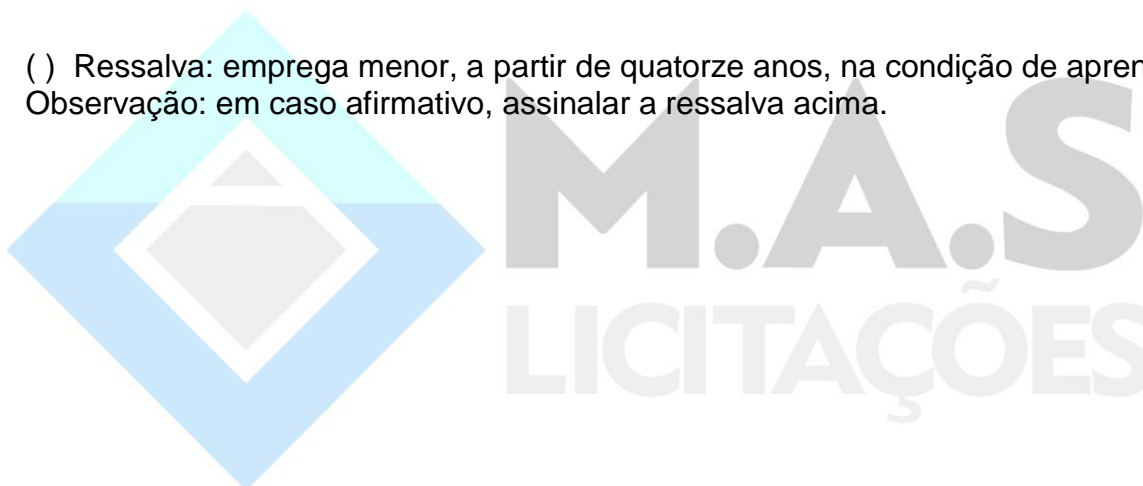 ( ) Ressalva: emprega menor, a partir de quatorze anos, na condição de apren
Observação: em caso afirmativo, assinalar a ressalva acima.
M.A.S
LICITAÇÕES